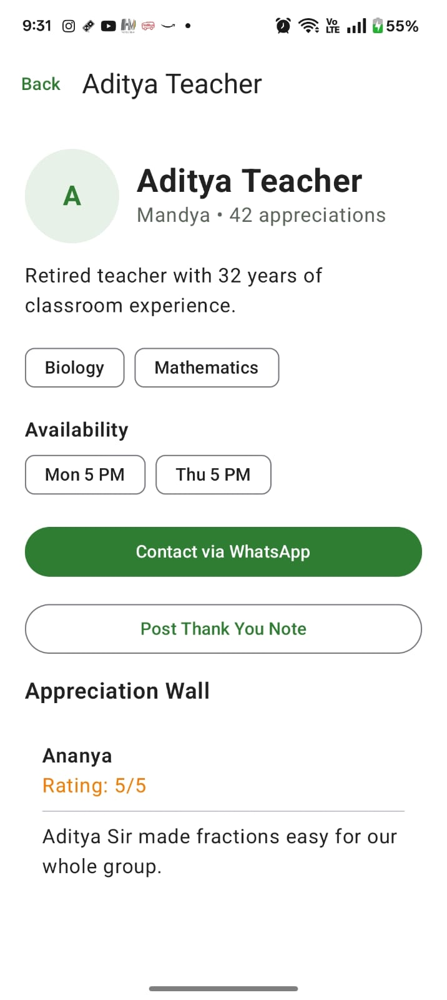 9:31 Vo LTE 55%
Back Aditya Teacher
A
Aditya Teacher
Mandya • 42 appreciations
Retired teacher with 32 years of
classroom experience.
Biology Mathematics
Availability
Mon 5 PM Thu 5 PM
Contact via WhatsApp
Post Thank You Note
Appreciation Wall
Ananya
Rating: 5/5
Aditya Sir made fractions easy for our
whole group.